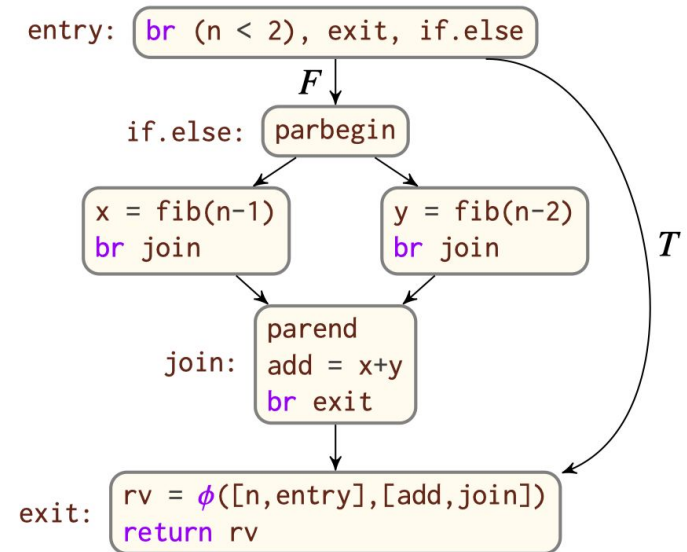 entry: br (n < 2), exit, if.else
F
if.else: parbegin
T
x = fib(n-1)
br join
y = fib(n-2)
br join
join:
parend
add = x+y
br exit
exit:
rv = ϕ([n,entry],[add,join])
return rv